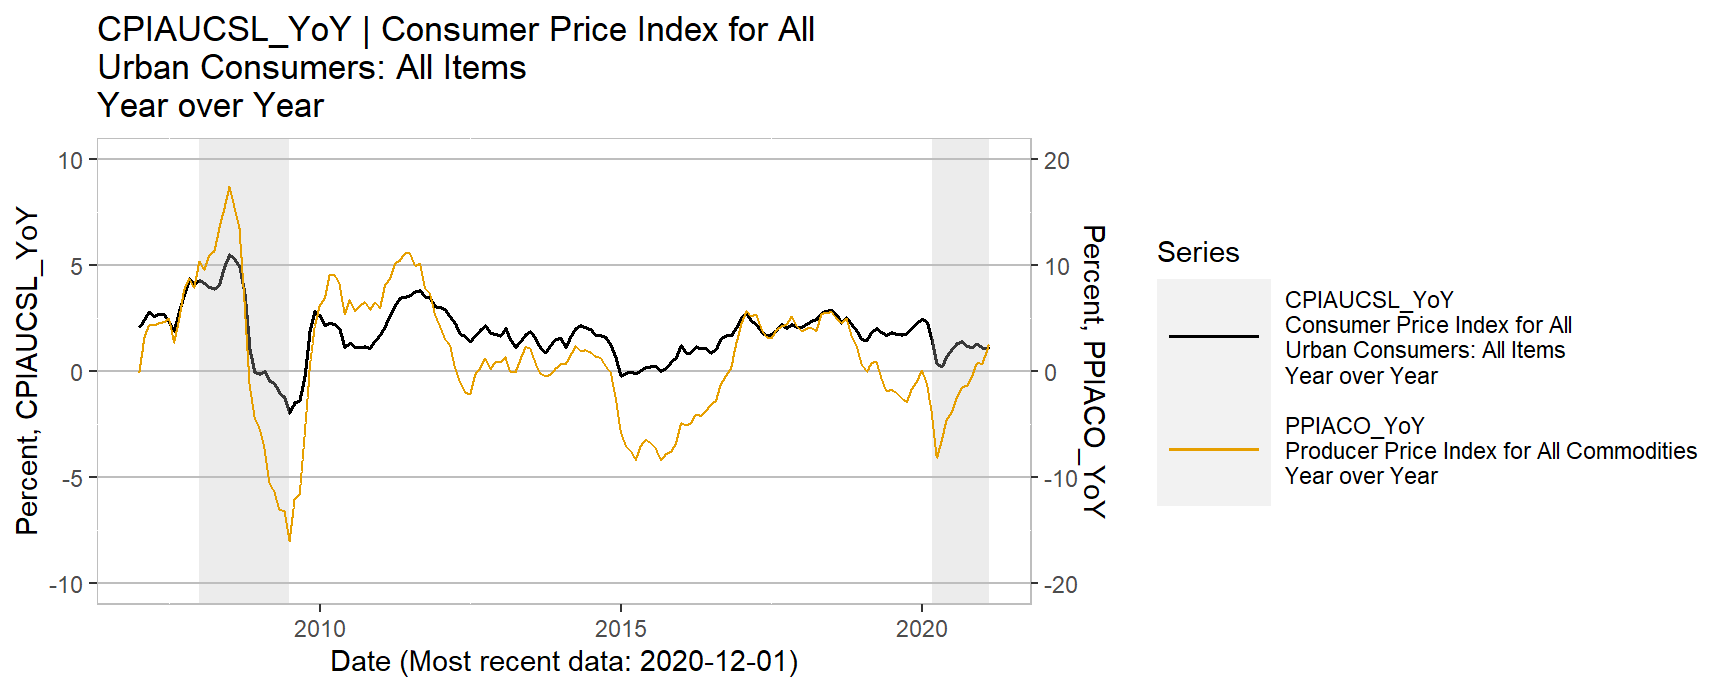 CPIAUCSL_YoY | Consumer Price Index for All
Urban Consumers: All Items
Year over Year
Percent, CPIAUCSL_YoY
10
5
0
-5
-10
20
10
0
-10
-20
Percent, PPIACO_YoY
2010
2015
2020
Date (Most recent data: 2020-12-01)
Series
CPIAUCSL_YoY
Consumer Price Index for All
Urban Consumers: All Items
Year over Year
PPIACO_YoY
Producer Price Index for All Commodities
Year over Year